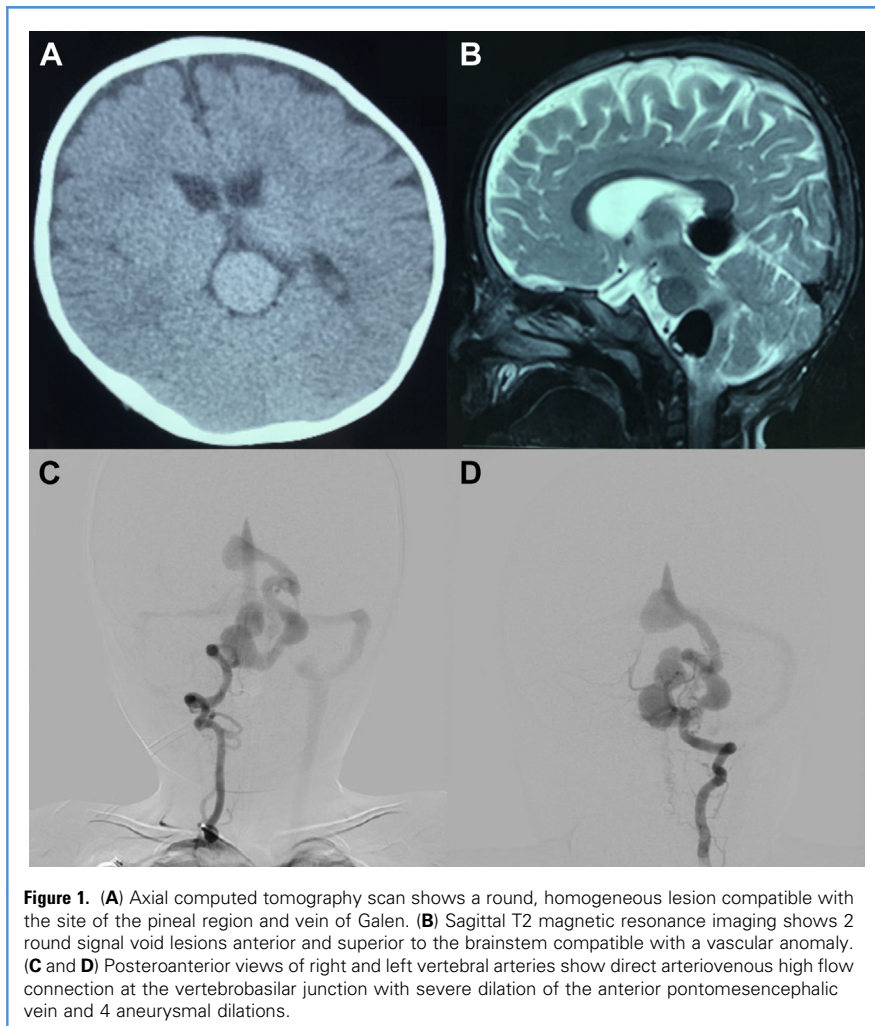 A
B
C
D
Figure 1. (A) Axial computed tomography scan shows a round, homogeneous lesion compatible with
the site of the pineal region and vein of Galen. (B) Sagittal T2 magnetic resonance imaging shows 2
round signal void lesions anterior and superior to the brainstem compatible with a vascular anomaly.
(C and D) Posteroanterior views of right and left vertebral arteries show direct arteriovenous high flow
connection at the vertebrobasilar junction with severe dilation of the anterior pontomesencephalic
vein and 4 aneurysmal dilations.